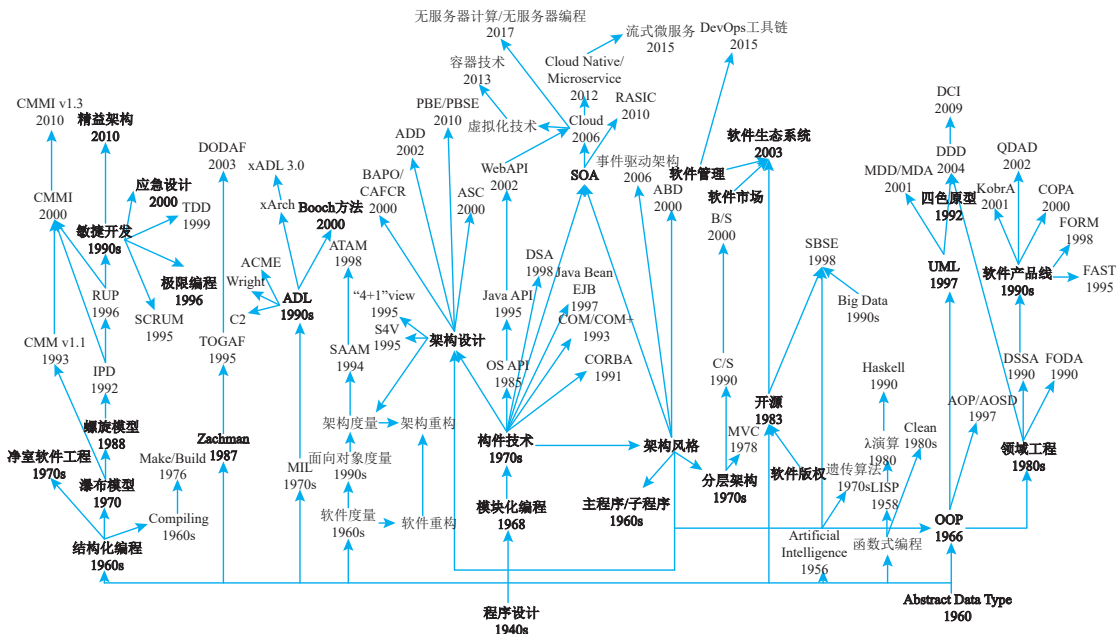 无服务器计算/无服务器编程
2017
流式微服务
2015
DevOps工具链
2015
容器技术
2013
Cloud Native/
Microservice
2012
CMMI v1.3
2010
精益架构
2010
PBE/PBSE
2010
RASIC
2010
DCI
2009
虚拟化技术
Cloud
2006
ADD
2002
DODAF
2003
xADL 3.0
软件生态系统
2003
QDAD
2002
事件驱动架构
2006
WebAPI
2002
SOA
软件管理
DDD
2004
MDD/MDA
2001
BAPO/
CAFCR
2000
ASC
2000
ABD
2000
软件市场
四色原型
1992
KobrA
2001
COPA
2000
CMMI
2000
应急设计
2000
TDD
1999
xArch
Booch方法
2000
B/S
2000
FORM
1998
敏捷开发
1990s
ATAM
1998
DSA
1998
SBSE
1998
UML
1997
软件产品线
1990s
FAST
1995
极限编程
1996
ACME
Wright
ADL
1990s
C2
“4+1”view
1995
Java API
1995
Java Bean
EJB
1997
Big Data
1990s
RUP
1996
SCRUM
1995
S4V
1995
架构设计
COM/COM+
1993
CMM v1.1
1993
TOGAF
1995
SAAM
1994
OS API
1985
CORBA
1991
C/S
1990
Haskell
1990
DSSA
1990
FODA
1990
IPD
1992
开源
1983
AOP/AOSD
1997
螺旋模型
1988
架构度量
架构重构
Clean
1980s
净室软件工程
1970s
Zachman
1987
构件技术
1970s
架构风格
MVC
1978
λ演算
1980
领域工程
1980s
Make/Build
1976
MIL
1970s
面向对象度量
1990s
分层架构
1970s
软件版权
遗传算法
1970s
瀑布模型
1970
LISP
1958
模块化编程
1968
主程序/子程序
1960s
Compiling
1960s
软件度量
1960s
软件重构
OOP
1966
结构化编程
1960s
Artificial
Intelligence
1956
函数式编程
程序设计
1940s
Abstract Data Type
1960